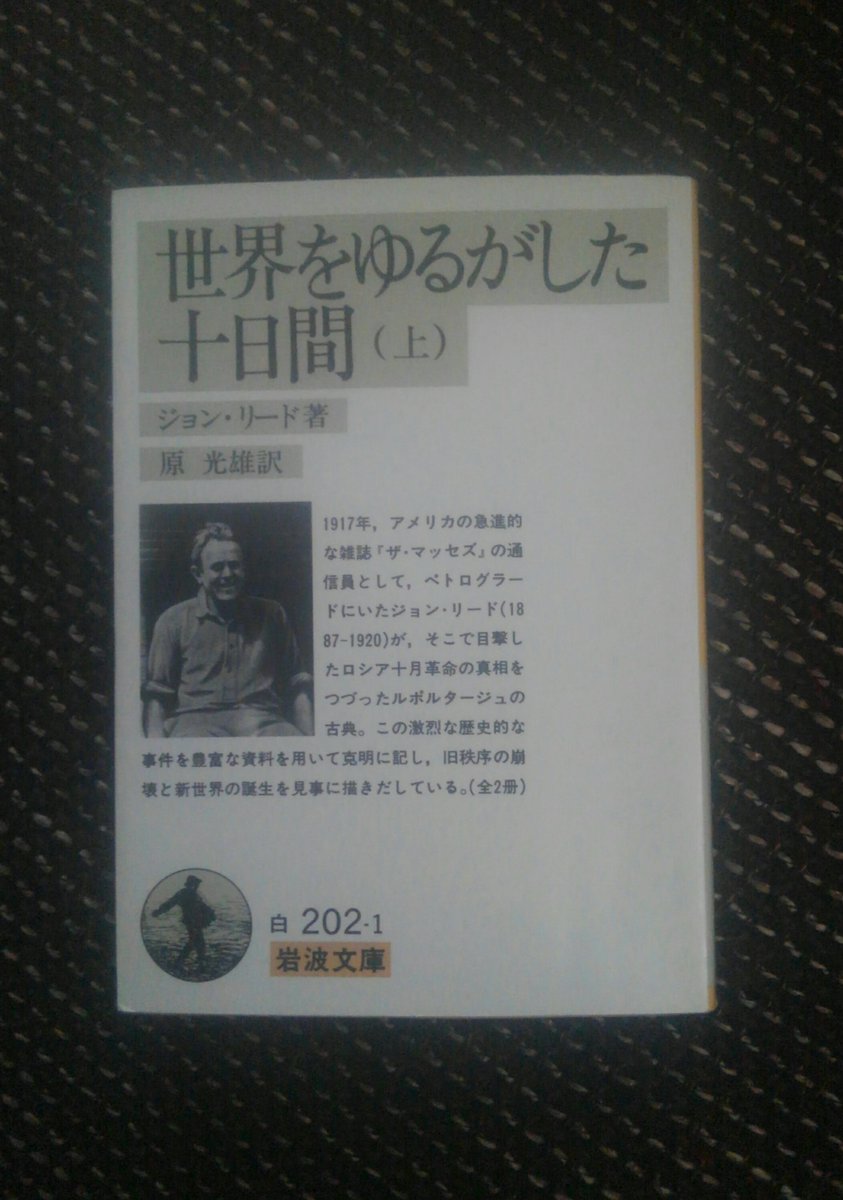 世界をゆるがした
十日間（上）
ジョン・リード著
原 光雄訳
1917年，アメリカの急進的
な雑誌『ザ・マッセズ』の通
信員として，ペトログラー
ドにいたジョン・リード(18
87-1920)が，そこで目撃し
たロシア十月革命の真相を
つづったルポルタージュの
古典。この激烈な歴史的な
事件を豊富な資料を用いて克明に記し，旧秩序の崩
壊と新世界の誕生を見事に描きだしている。(全2冊)
白 202-1
岩波文庫